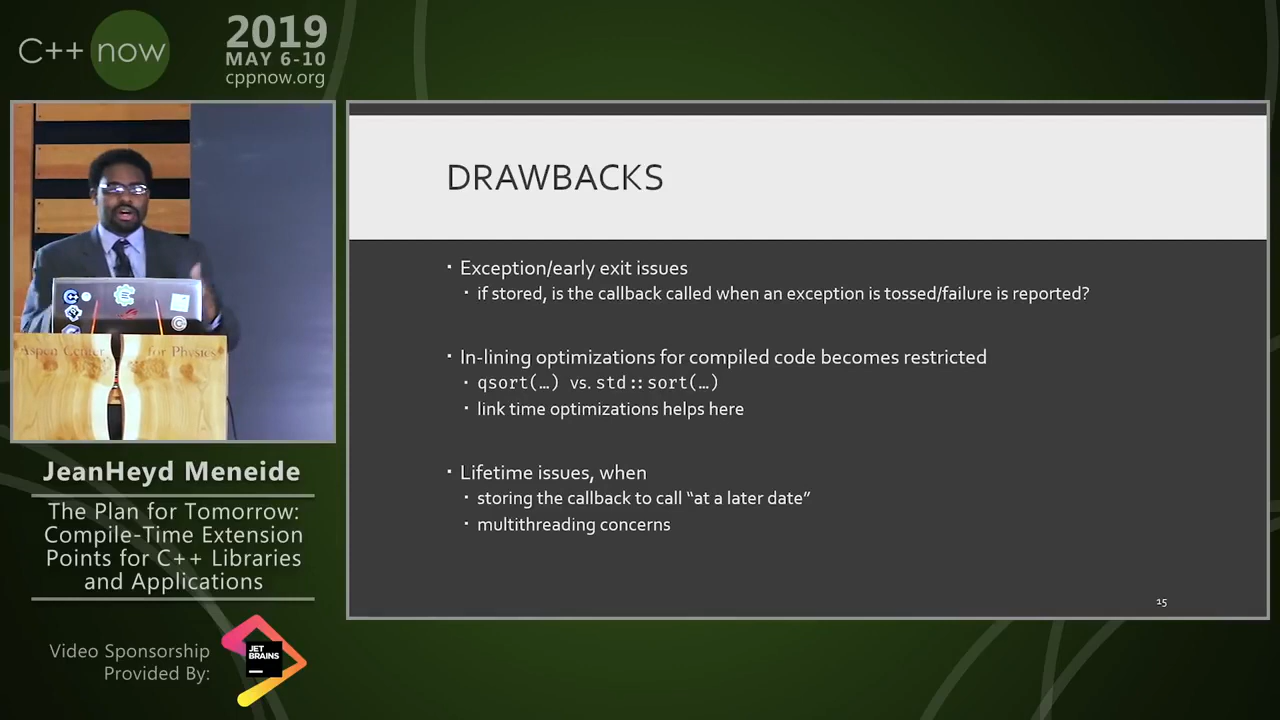 C++ now
2019
MAY 6-10
cppnow.org
Aspen Center for Physics
JeanHeyd Meneide
The Plan for Tomorrow:
Compile-Time Extension
Points for C++ Libraries
and Applications
Video Sponsorship
Provided By:
JET
BRAINS
DRAWBACKS
Exception/early exit issues
if stored, is the callback called when an exception is tossed/failure is reported?
In-lining optimizations for compiled code becomes restricted
qsort(…) vs. std::sort(…)
link time optimizations helps here
Lifetime issues, when
storing the callback to call “at a later date”
multithreading concerns
15